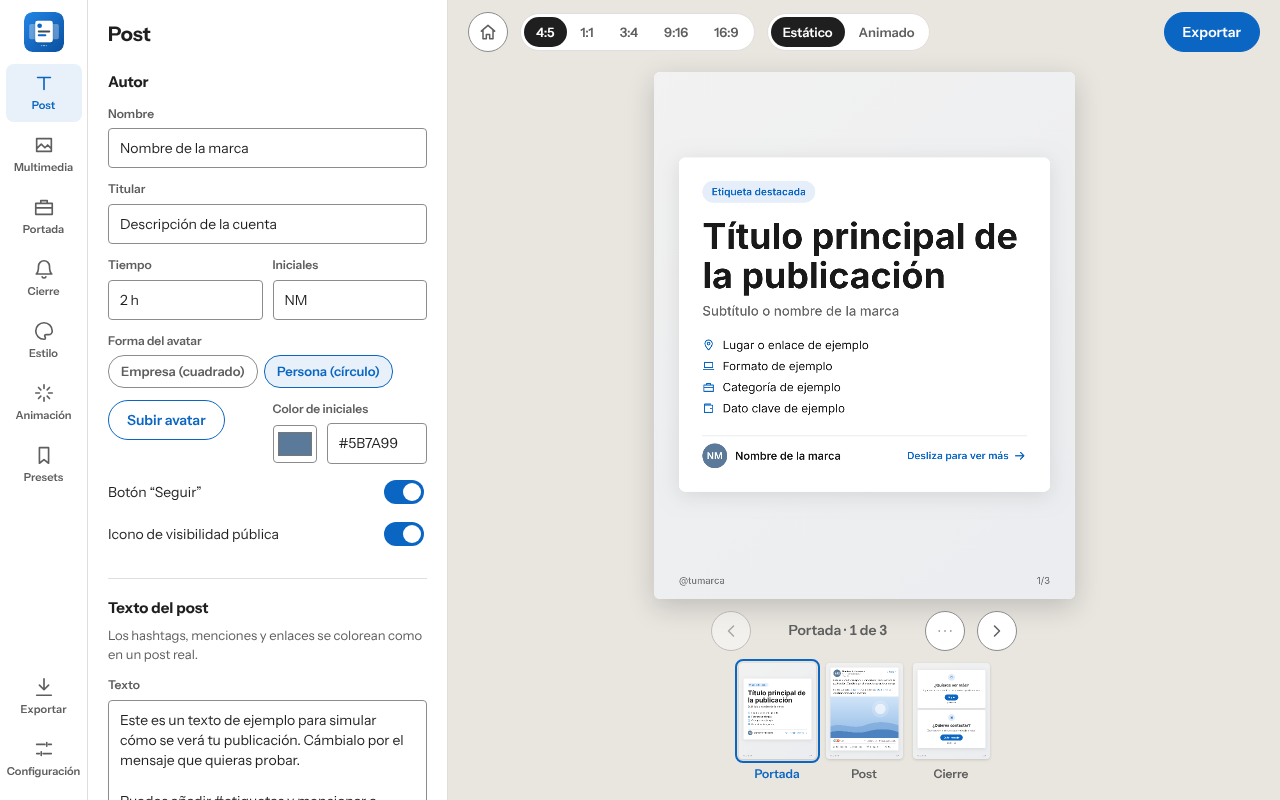 Post
Multimedia
Portada
Cierre
Estilo
Animación
Presets
Exportar
Configuración
Post
Autor
Nombre
Nombre de la marca
Titular
Descripción de la cuenta
Tiempo
Iniciales
2 h
NM
Forma del avatar
Empresa (cuadrado)
Persona (círculo)
Subir avatar
Color de iniciales
#5B7A99
Botón “Seguir”
Icono de visibilidad pública
Texto del post
Los hashtags, menciones y enlaces se colorean como
en un post real.
Texto
Este es un texto de ejemplo para simular
cómo se verá tu publicación. Cámbialo por el
mensaje que quieras probar.
4:5
1:1
3:4
9:16
16:9
Estático
Animado
Exportar
Etiqueta destacada
Título principal de
la publicación
Subtítulo o nombre de la marca
Lugar o enlace de ejemplo
Formato de ejemplo
Categoría de ejemplo
Dato clave de ejemplo
NM
Nombre de la marca
Desliza para ver más
@tumarca
1/3
Portada · 1 de 3
Título principal de
la publicación
¿Quieres ver más?
¿Quieres contactar?
Portada
Post
Cierre